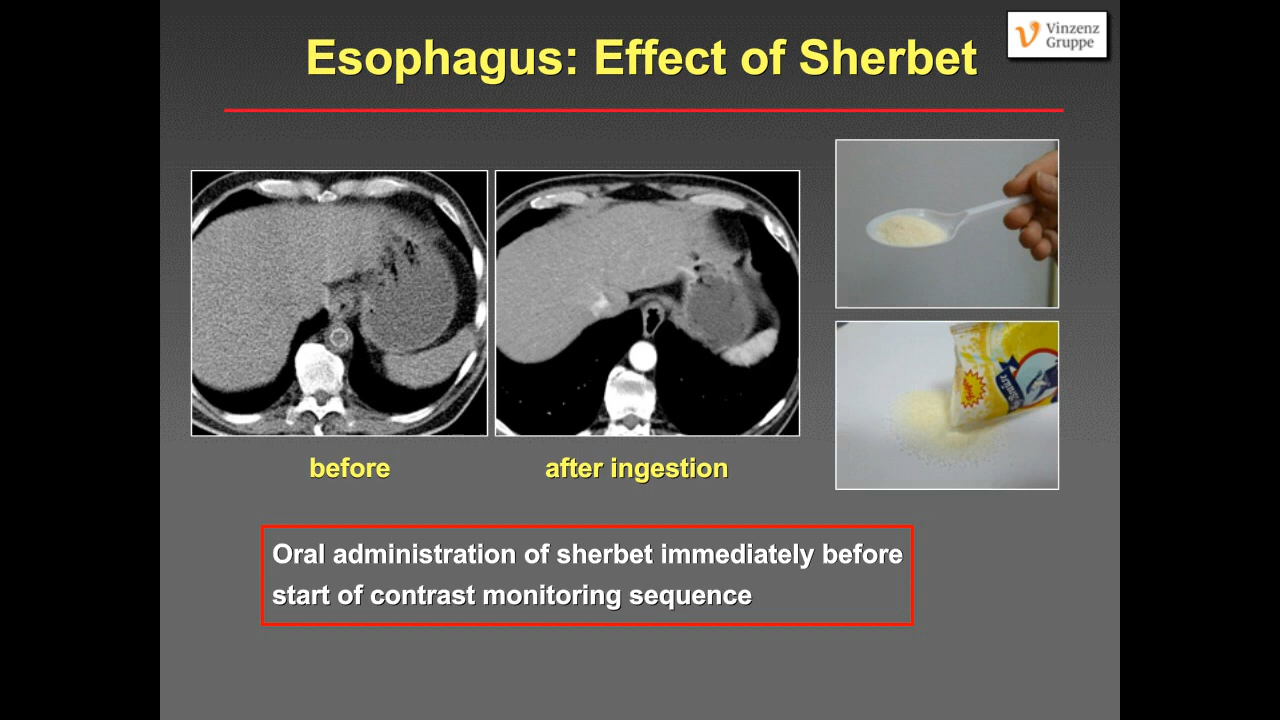 Esophagus: Effect of Sherbet
Vinzenz
Gruppe
before
after ingestion
Oral administration of sherbet immediately before
start of contrast monitoring sequence